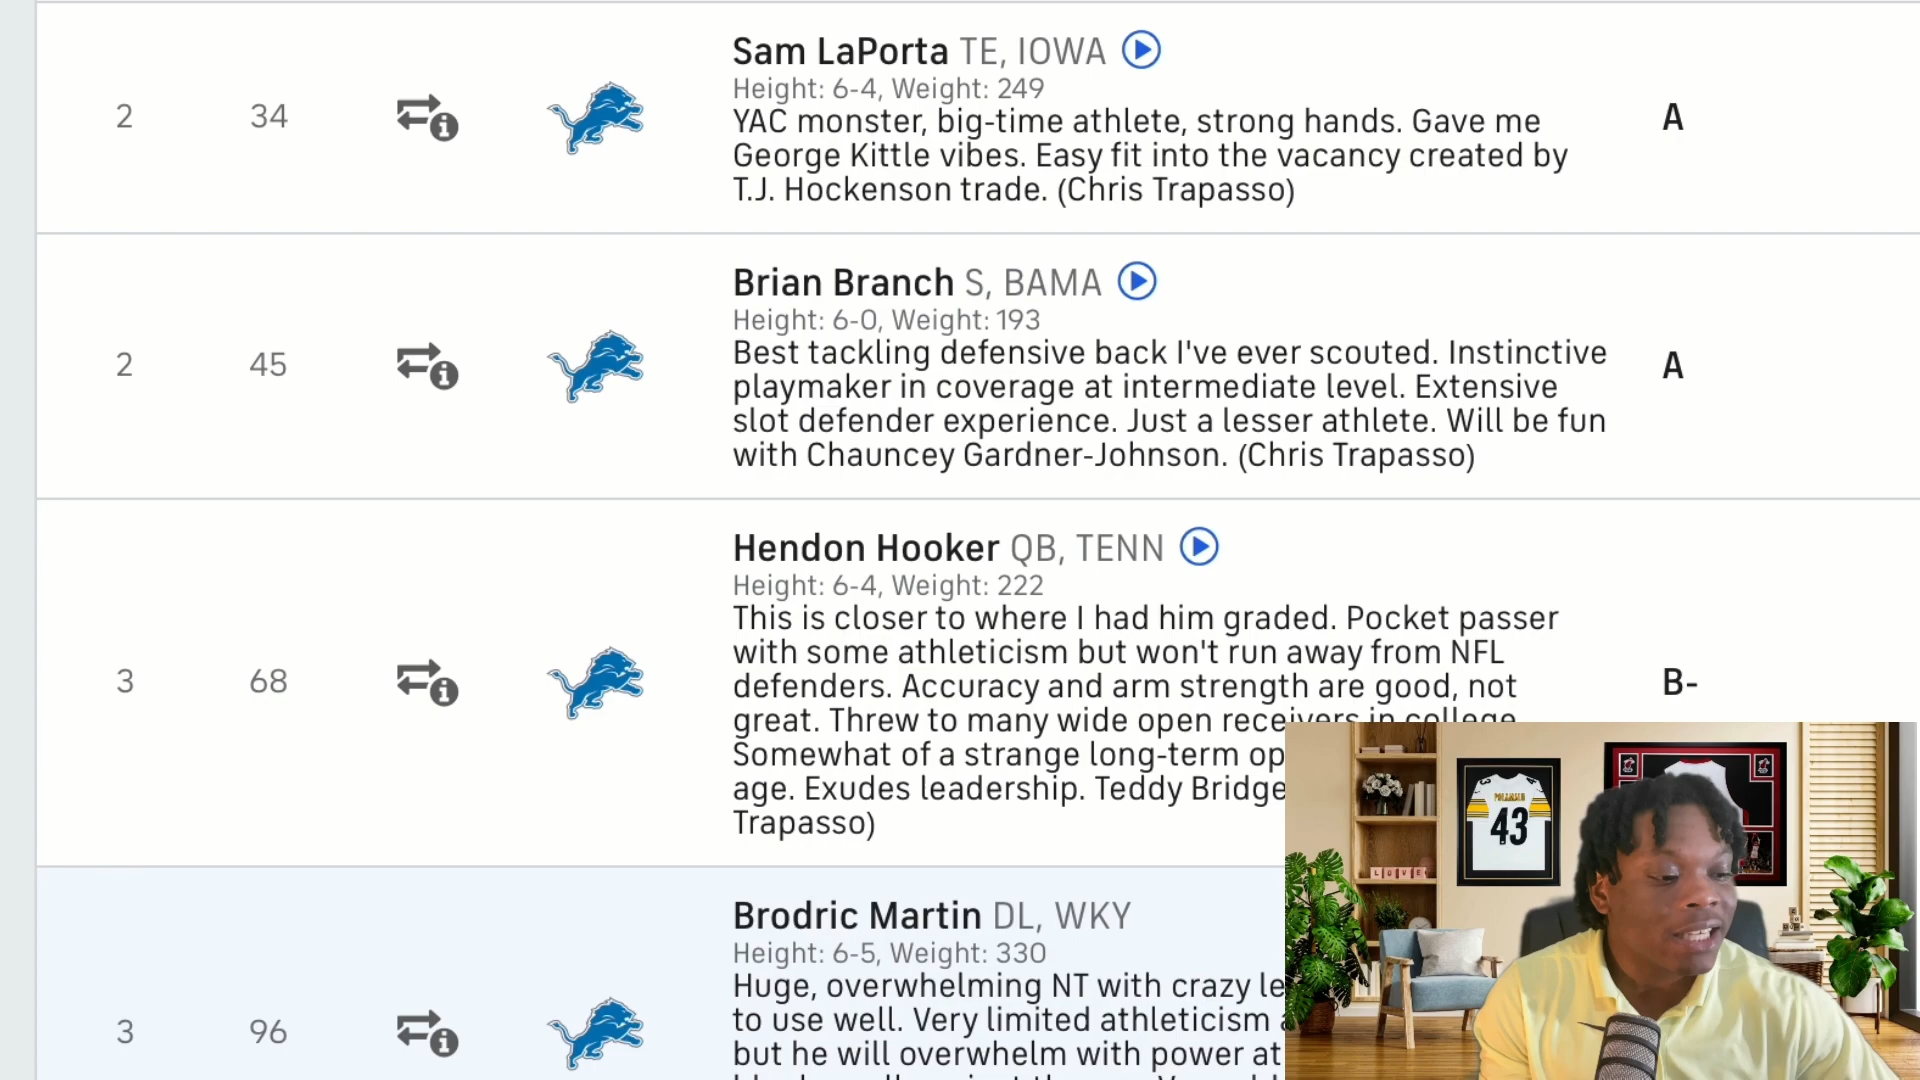 Sam LaPorta TE, IOWA
Height: 6-4, Weight: 249
2 34
YAC monster, big-time athlete, strong hands. Gave me
George Kittle vibes. Easy fit into the vacancy created by
T.J. Hockenson trade. (Chris Trapasso)
A
Brian Branch S, BAMA
Height: 6-0, Weight: 193
2 45
Best tackling defensive back I've ever scouted. Instinctive
playmaker in coverage at intermediate level. Extensive
slot defender experience. Just a lesser athlete. Will be fun
with Chauncey Gardner-Johnson. (Chris Trapasso)
A
Hendon Hooker QB, TENN
Height: 6-4, Weight: 222
3 68
This is closer to where I had him graded. Pocket passer
with some athleticism but won't run away from NFL
defenders. Accuracy and arm strength are good, not
great. Threw to many wide open receivers in college
Somewhat of a strange long-term op
age. Exudes leadership. Teddy Bridge
Trapasso)
B-
Brodric Martin DL, WKY
Height: 6-5, Weight: 330
3 96
Huge, overwhelming NT with crazy le
to use well. Very limited athleticism
but he will overwhelm with power at
POLAMALU
43
LOVE